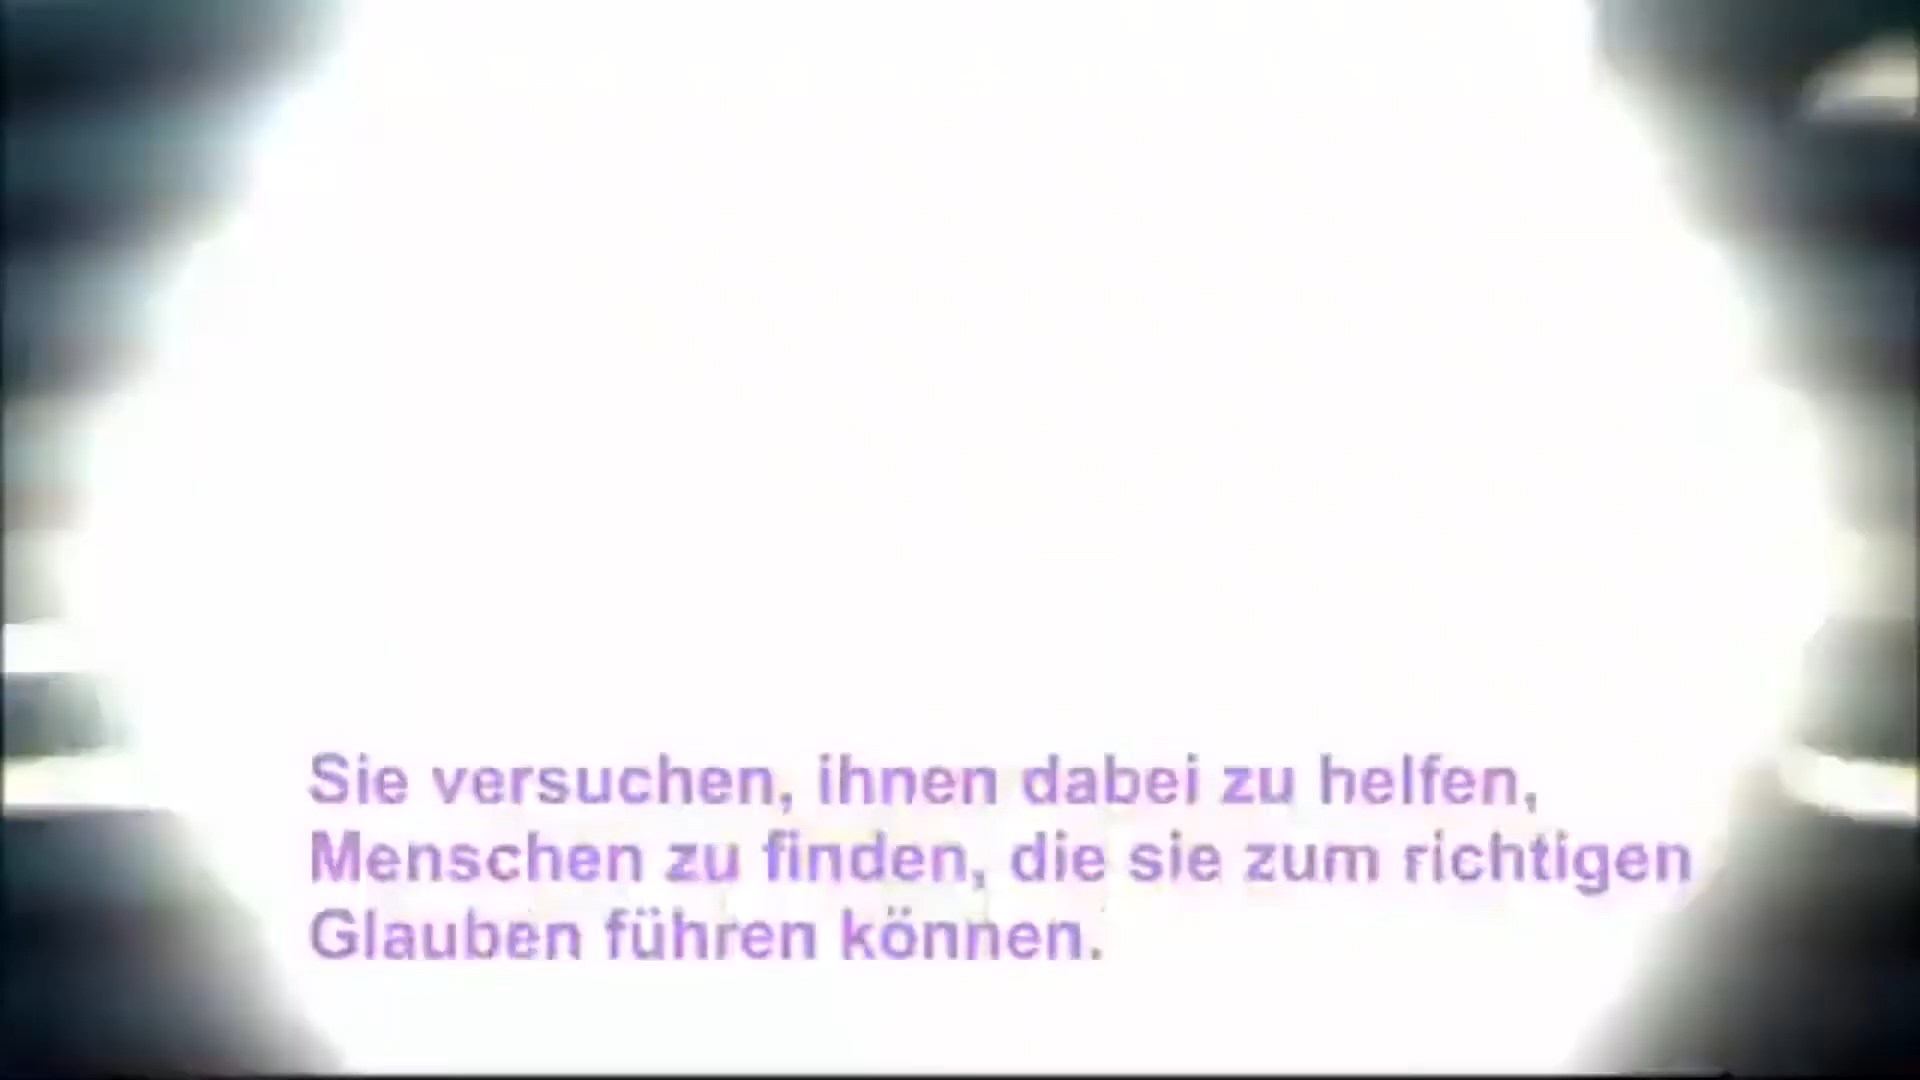 Sie versuchen, ihnen dabei zu helfen,
Menschen zu finden, die sie zum richtigen
Glauben führen können.